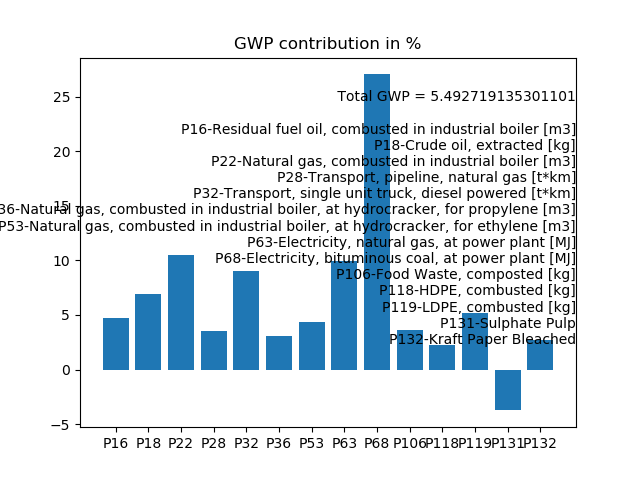 GWP contribution in %
Total GWP = 5.492719135301101
P16-Residual fuel oil, combusted in industrial boiler [m3]
P18-Crude oil, extracted [kg]
P22-Natural gas, combusted in industrial boiler [m3]
P28-Transport, pipeline, natural gas [t*km]
P32-Transport, single unit truck, diesel powered [t*km]
36-Natural gas, combusted in industrial boiler, at hydrocracker, for propylene [m3]
P53-Natural gas, combusted in industrial boiler, at hydrocracker, for ethylene [m3]
P63-Electricity, natural gas, at power plant [MJ]
P68-Electricity, bituminous coal, at power plant [MJ]
P106-Food Waste, composted [kg]
P118-HDPE, combusted [kg]
P119-LDPE, combusted [kg]
P131-Sulphate Pulp
P132-Kraft Paper Bleached
25
20
15
10
5
0
−5
P16 P18 P22 P28 P32 P36 P53 P63 P68 P106 P118 P119 P131 P132